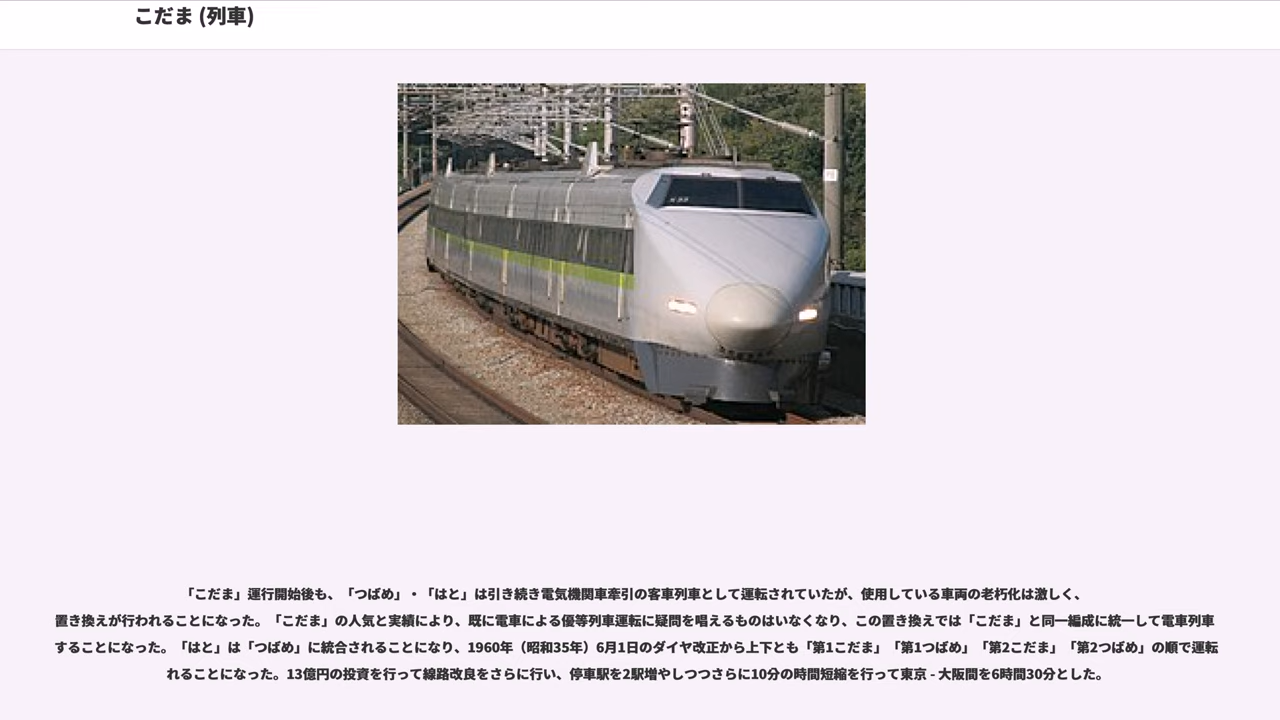 こだま (列車)
「こだま」運行開始後も、「つばめ」・「はと」は引き続き電気機関車牽引の客車列車として運転されていたが、使用している車両の老朽化は激しく、
置き換えが行われることになった。「こだま」の人気と実績により、既に電車による優等列車運転に疑問を唱えるものはいなくなり、この置き換えでは「こだま」と同一編成に統一して電車列車
することになった。「はと」は「つばめ」に統合されることになり、1960年（昭和35年）6月1日のダイヤ改正から上下とも「第1こだま」「第1つばめ」「第2こだま」「第2つばめ」の順で運転
れることになった。13億円の投資を行って線路改良をさらに行い、停車駅を2駅増やしつつさらに10分の時間短縮を行って東京 - 大阪間を6時間30分とした。